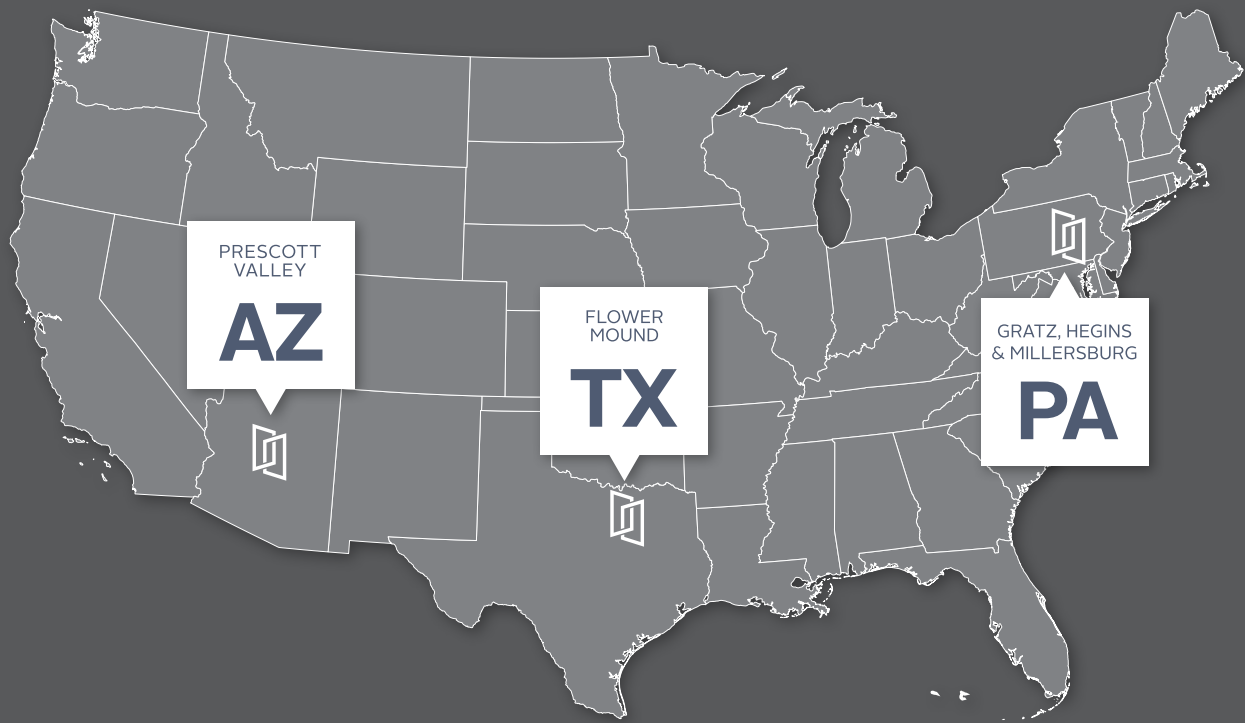 PRESCOTT
VALLEY
AZ
FLOWER
MOUND
TX
GRATZ, HEGINS
& MILLERSBURG
PA